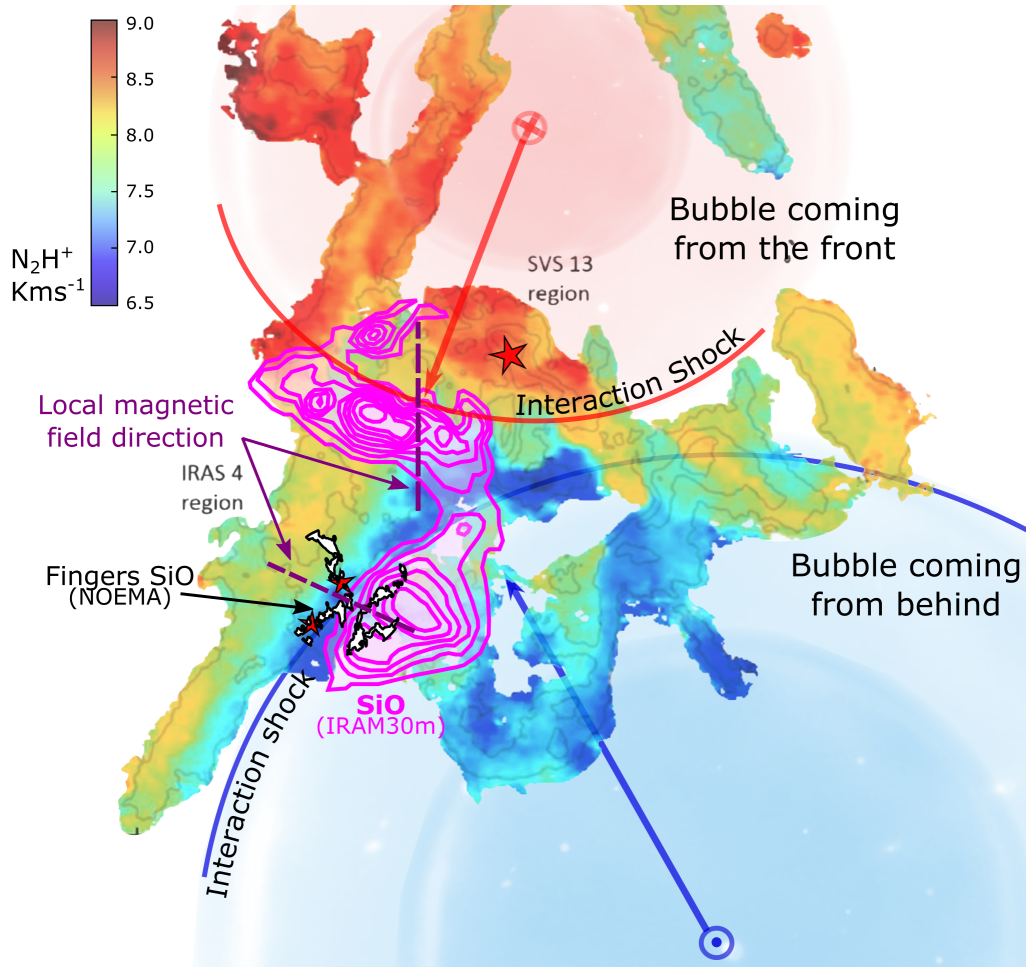 9.0
8.5
8.0
7.5
7.0
6.5
N₂H⁺
Kms⁻¹
Bubble coming
from the front
SVS 13
region
Interaction Shock
Local magnetic
field direction
IRAS 4
region
Fingers SiO
(NOEMA)
Bubble coming
from behind
SiO
(IRAM30m)
Interaction shock